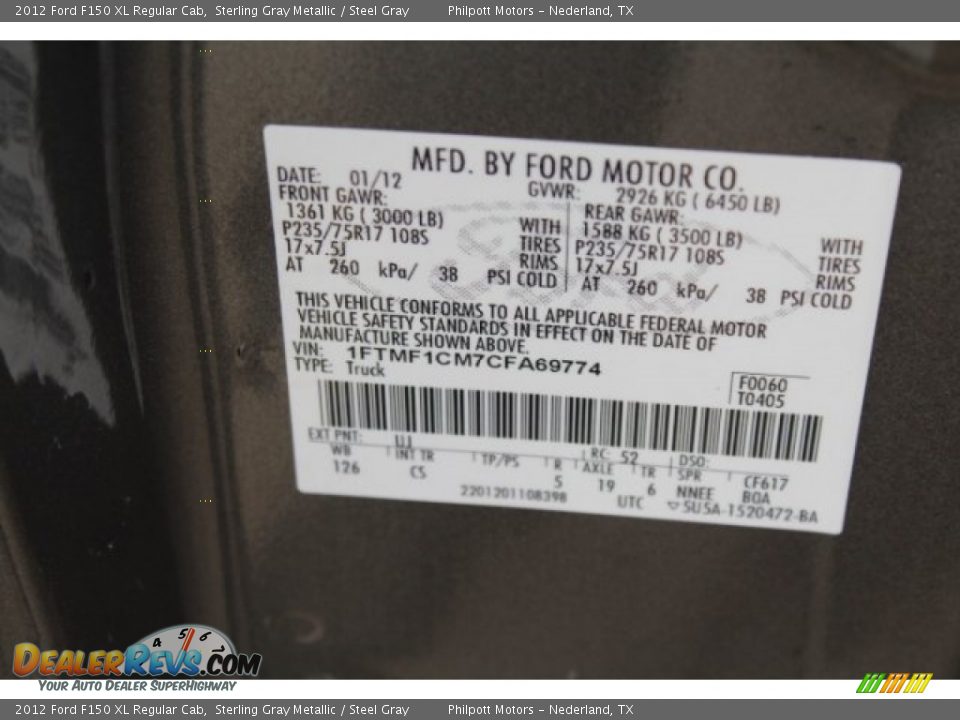 2012 Ford F150 XL Regular Cab, Sterling Gray Metallic / Steel Gray Philpott Motors - Nederland, TX
MFD. BY FORD MOTOR CO.
DATE: 01/12 GVWR: 2926 KG ( 6450 LB)
FRONT GAWR: REAR GAWR:
1361 KG ( 3000 LB) WITH 1588 KG ( 3500 LB) WITH
P235/75R17 108S TIRES P235/75R17 108S TIRES
17x7.5J RIMS 17x7.5J RIMS
AT 260 kPa/ 38 PSI COLD AT 260 kPa/ 38 PSI COLD
THIS VEHICLE CONFORMS TO ALL APPLICABLE FEDERAL MOTOR
VEHICLE SAFETY STANDARDS IN EFFECT ON THE DATE OF
MANUFACTURE SHOWN ABOVE.
VIN: 1FTMF1CM7CFA69774
TYPE: Truck
F0060
T0405
EXT PNT: UJ RC: 52 DSO:
WB INT TR TP/PS R AXLE TR SPR CF617
126 CS 5 19 6 NNEE BOA
2201201108398 UTC ▽ SU5A-1520472-BA
4 5 6
DealerRevs.com
Your Auto Dealer SuperHighway
2012 Ford F150 XL Regular Cab, Sterling Gray Metallic / Steel Gray Philpott Motors - Nederland, TX